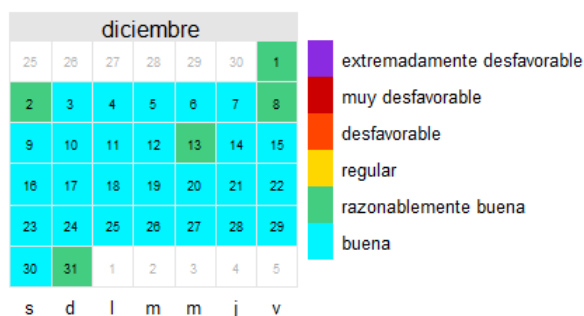 diciembre
25 26 27 28 29 30 1
2 3 4 5 6 7 8
9 10 11 12 13 14 15
16 17 18 19 20 21 22
23 24 25 26 27 28 29
30 31 1 2 3 4 5
s d l m m j v
extremadamente desfavorable
muy desfavorable
desfavorable
regular
razonablemente buena
buena